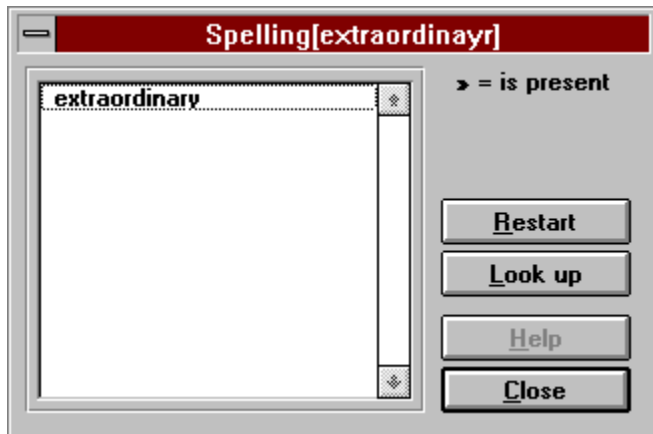 Spelling[extraordinayr]
extraordinary
» = is present
Restart
Look up
Help
Close